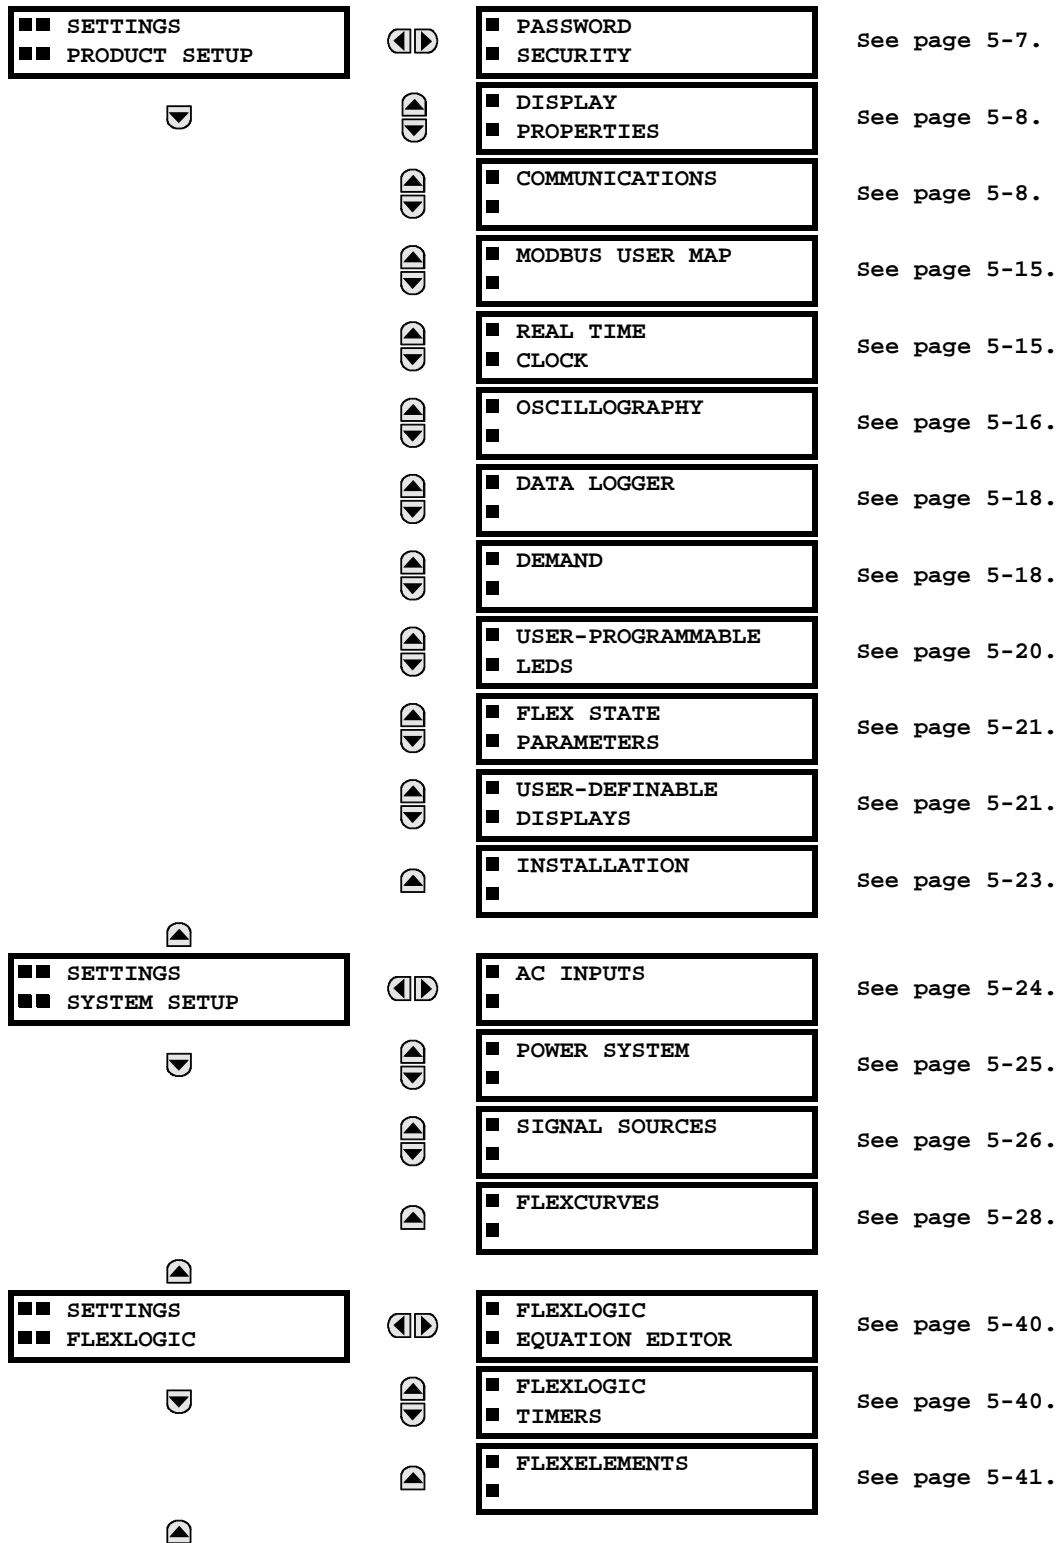 SETTINGS
PRODUCT SETUP
PASSWORD
SECURITY
See page 5-7.
DISPLAY
PROPERTIES
See page 5-8.
COMMUNICATIONS
See page 5-8.
MODBUS USER MAP
See page 5-15.
REAL TIME
CLOCK
See page 5-15.
OSCILLOGRAPHY
See page 5-16.
DATA LOGGER
See page 5-18.
DEMAND
See page 5-18.
USER-PROGRAMMABLE
LEDS
See page 5-20.
FLEX STATE
PARAMETERS
See page 5-21.
USER-DEFINABLE
DISPLAYS
See page 5-21.
INSTALLATION
See page 5-23.
SETTINGS
SYSTEM SETUP
AC INPUTS
See page 5-24.
POWER SYSTEM
See page 5-25.
SIGNAL SOURCES
See page 5-26.
FLEXCURVES
See page 5-28.
SETTINGS
FLEXLOGIC
FLEXLOGIC
EQUATION EDITOR
See page 5-40.
FLEXLOGIC
TIMERS
See page 5-40.
FLEXELEMENTS
See page 5-41.